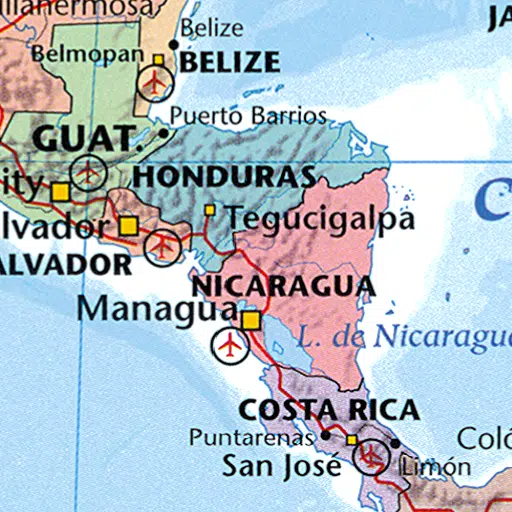 illahermosa
Belize
JA
Belmopan
BELIZE
Puerto Barrios
GUAT.
ity
HONDURAS
C
lvador
Tegucigalpa
ALVADOR
NICARAGUA
Managua
L. de Nicaragua
COSTA RICA
Puntarenas
Coló
San José
Limón